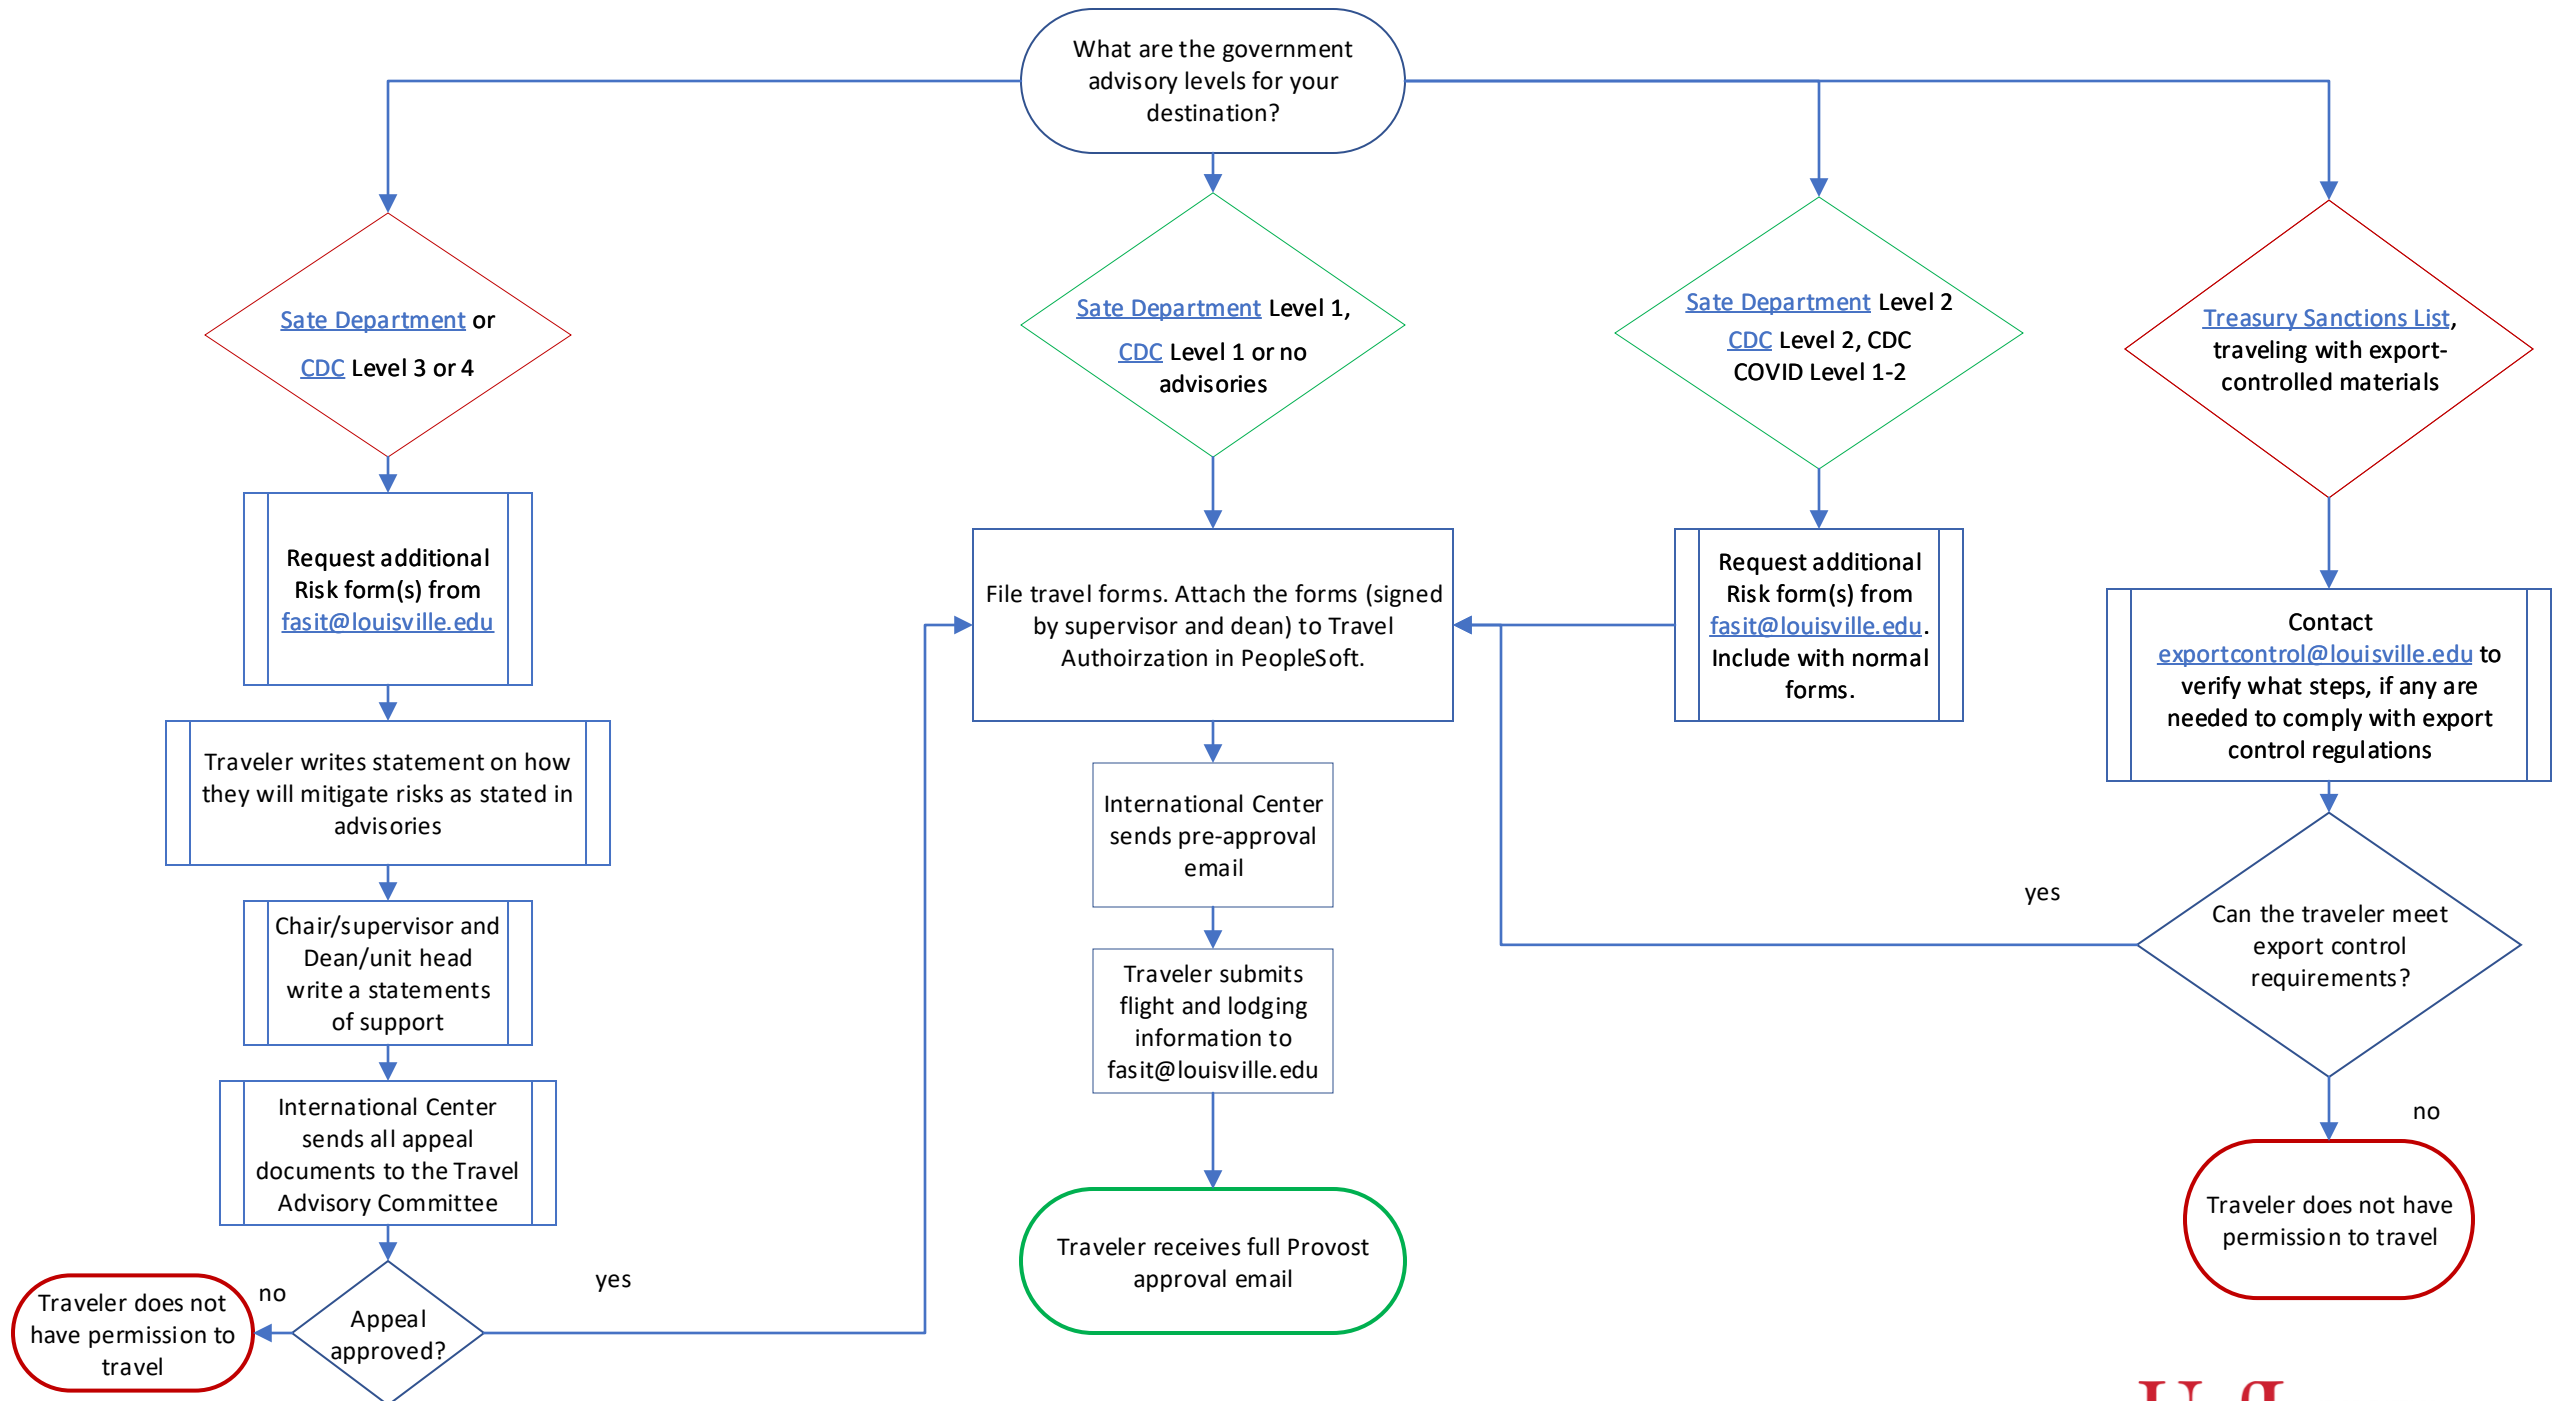 What are the government
advisory levels for your
destination?
Sate Department or
CDC Level 3 or 4
Sate Department Level 1,
CDC Level 1 or no
advisories
Sate Department Level 2
CDC Level 2, CDC
COVID Level 1-2
Treasury Sanctions List,
traveling with export-
controlled materials
Request additional
Risk form(s) from
fasit@louisville.edu
File travel forms. Attach the forms (signed
by supervisor and dean) to Travel
Authoirzation in PeopleSoft.
Request additional
Risk form(s) from
fasit@louisville.edu.
Include with normal
forms.
Contact
exportcontrol@louisville.edu to
verify what steps, if any are
needed to comply with export
control regulations
Traveler writes statement on how
they will mitigate risks as stated in
advisories
International Center
sends pre-approval
email
yes
Can the traveler meet
export control
requirements?
Chair/supervisor and
Dean/unit head
write a statements
of support
Traveler submits
flight and lodging
information to
fasit@louisville.edu
no
International Center
sends all appeal
documents to the Travel
Advisory Committee
Traveler receives full Provost
approval email
Traveler does not have
permission to travel
no
yes
Traveler does not
have permission to
travel
Appeal
approved?